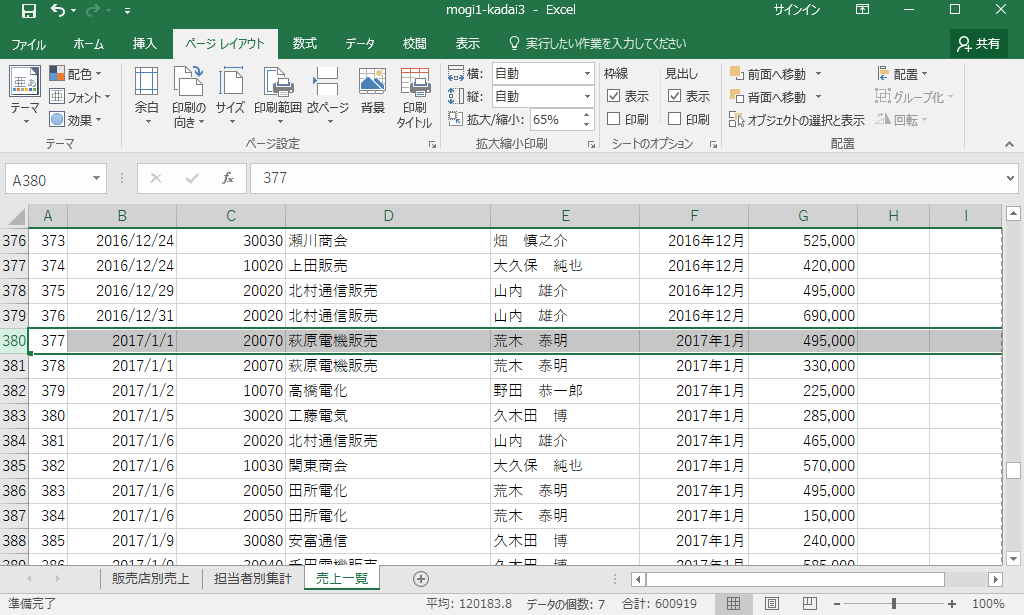 mogi1-kadai3 - Excel サインイン
ファイル ホーム 挿入 ページ レイアウト 数式 データ 校閲 表示 実行したい作業を入力してください 共有
テーマ 配色 フォント 効果 余白 印刷の向き サイズ 印刷範囲 改ページ 背景 印刷タイトル 横: 自動 縦: 自動 拡大/縮小: 65% 枠線 表示 印刷 見出し 表示 印刷 前面へ移動 背面へ移動 オブジェクトの選択と表示 配置 グループ化 回転
テーマ ページ設定 拡大縮小印刷 シートのオプション 配置
A380 fx 377
A B C D E F G H I
376 373 2016/12/24 30030 瀬川商会 畑 慎之介 2016年12月 525,000
377 374 2016/12/24 10020 上田販売 大久保 純也 2016年12月 420,000
378 375 2016/12/29 20020 北村通信販売 山内 雄介 2016年12月 495,000
379 376 2016/12/31 20020 北村通信販売 山内 雄介 2016年12月 690,000
380 377 2017/1/1 20070 萩原電機販売 荒木 泰明 2017年1月 495,000
381 378 2017/1/1 20070 萩原電機販売 荒木 泰明 2017年1月 330,000
382 379 2017/1/2 10070 高橋電化 野田 恭一郎 2017年1月 225,000
383 380 2017/1/5 30020 工藤電気 久木田 博 2017年1月 285,000
384 381 2017/1/6 20020 北村通信販売 山内 雄介 2017年1月 465,000
385 382 2017/1/6 10030 関東商会 大久保 純也 2017年1月 570,000
386 383 2017/1/6 20050 田所電化 荒木 泰明 2017年1月 495,000
387 384 2017/1/6 20050 田所電化 荒木 泰明 2017年1月 150,000
388 385 2017/1/9 30080 安富通信 久木田 博 2017年1月 240,000
販売店別売上 担当者別集計 売上一覧
準備完了 平均: 120183.8 データの個数: 7 合計: 600919 100%